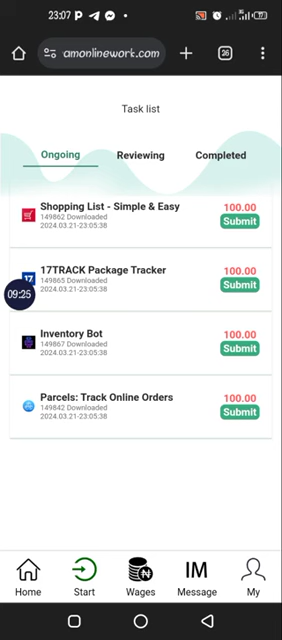 23:07
26
amonlinework.com
Task list
Ongoing Reviewing Completed
Shopping List - Simple & Easy
149862 Downloaded
2024.03.21-23:05:38
100.00
Submit
17
17TRACK Package Tracker
149865 Downloaded
2024.03.21-23:05:38
100.00
Submit
09:25
Inventory Bot
149867 Downloaded
2024.03.21-23:05:38
100.00
Submit
Parcels: Track Online Orders
149842 Downloaded
2024.03.21-23:05:38
100.00
Submit
IM
Home Start Wages Message My